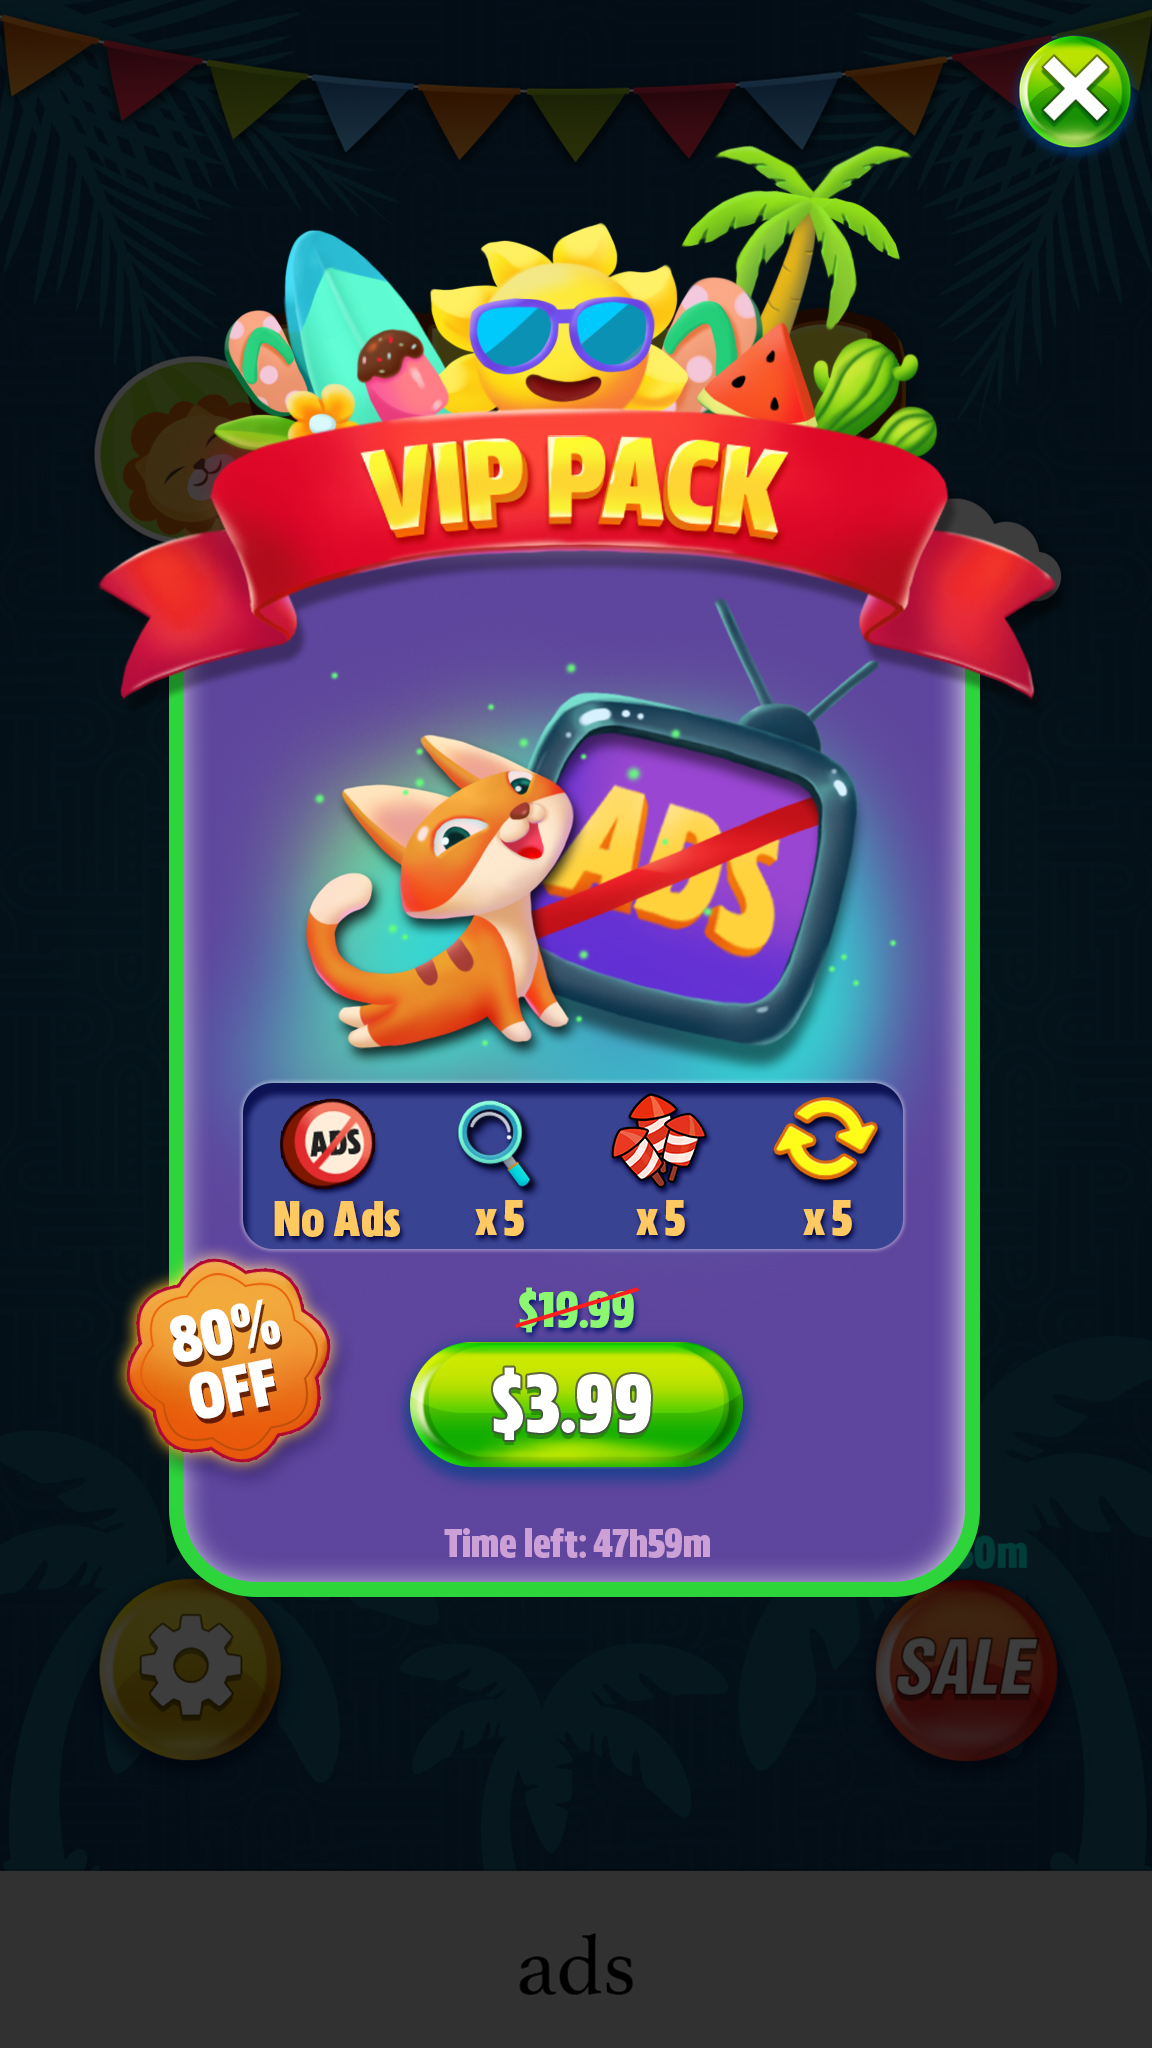 VIP PACK
ADS
ADS
No Ads
x5
x5
x5
80%
OFF
$19.99
$3.99
Time left: 47h59m
0m
SALE
ads